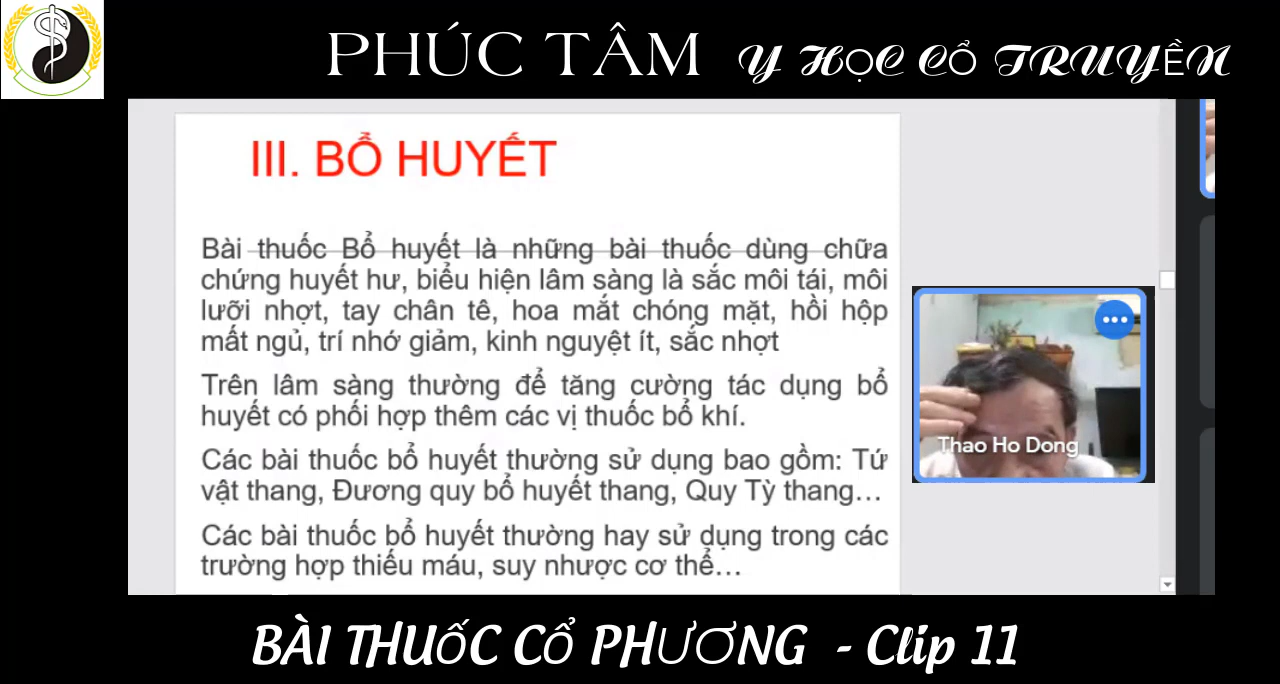 PHÚC TÂM Y HỌC CỔ TRUYỀN
III. BỔ HUYẾT
Bài thuốc Bổ huyết là những bài thuốc dùng chữa
chứng huyết hư, biểu hiện lâm sàng là sắc môi tái, môi
lưỡi nhợt, tay chân tê, hoa mắt chóng mặt, hồi hộp
mất ngủ, trí nhớ giảm, kinh nguyệt ít, sắc nhợt
Trên lâm sàng thường để tăng cường tác dụng bổ
huyết có phối hợp thêm các vị thuốc bổ khí.
Các bài thuốc bổ huyết thường sử dụng bao gồm: Tứ
vật thang, Đương quy bổ huyết thang, Quy Tỳ thang…
Các bài thuốc bổ huyết thường hay sử dụng trong các
trường hợp thiếu máu, suy nhược cơ thể…
Thao Ho Dong
BÀI THUỐC CỔ PHƯƠNG - Clip 11